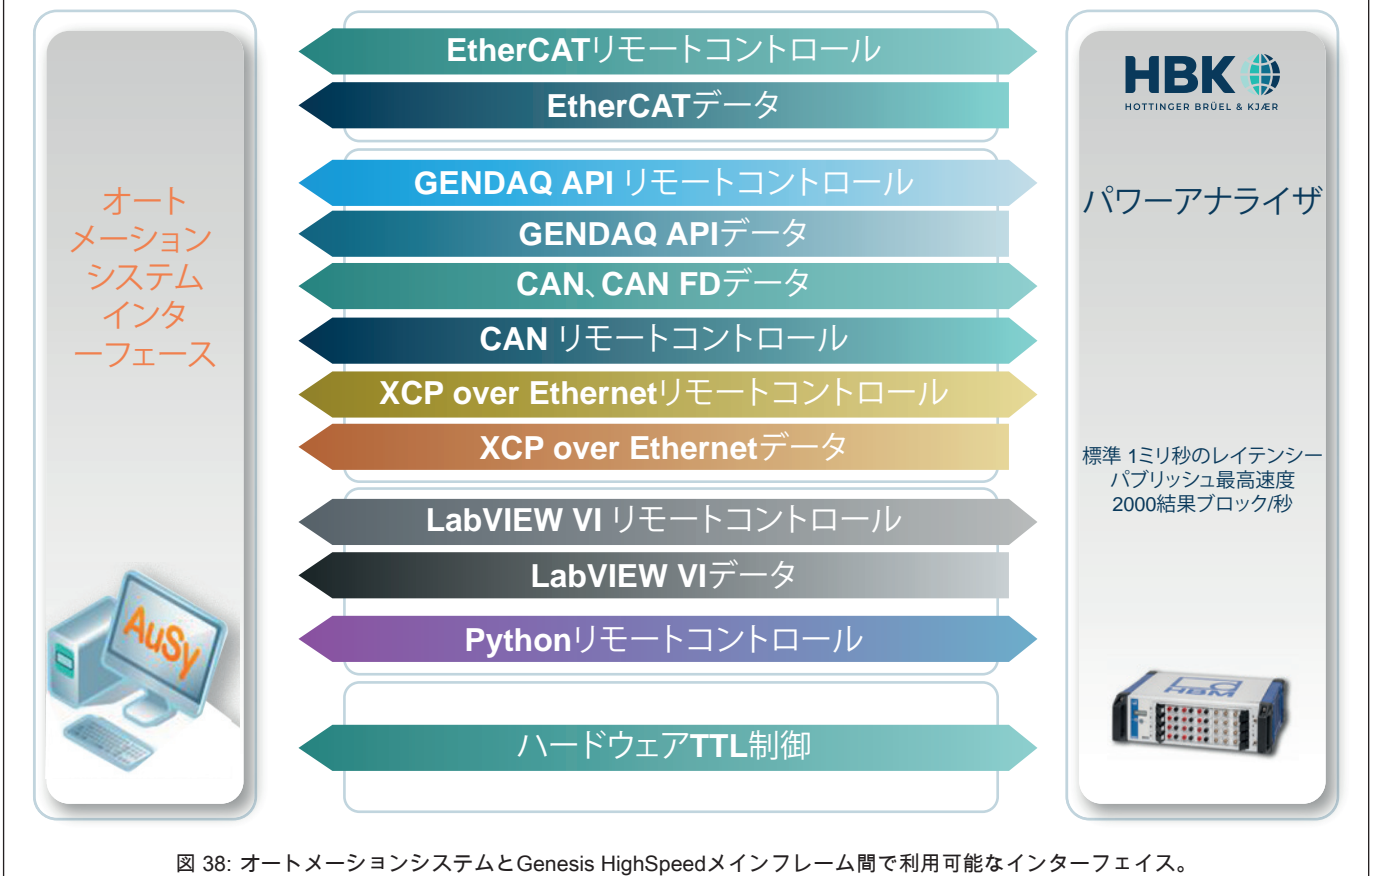 EtherCATリモートコントロール
EtherCATデータ
GENDAQ API リモートコントロール
GENDAQ APIデータ
CAN、CAN FDデータ
CAN リモートコントロール
XCP over Ethernetリモートコントロール
XCP over Ethernetデータ
LabVIEW VI リモートコントロール
LabVIEW VIデータ
Pythonリモートコントロール
ハードウェアTTL制御
オート
メーション
システム
インタ
ーフェース
AuSy
HBK
HOTTINGER BRÜEL & KJÆR
パワーアナライザ
標準 1ミリ秒のレイテンシー
パブリッシュ最高速度
2000結果ブロック/秒
HBM
図 38: オートメーションシステムとGenesis HighSpeedメインフレーム間で利用可能なインターフェイス。